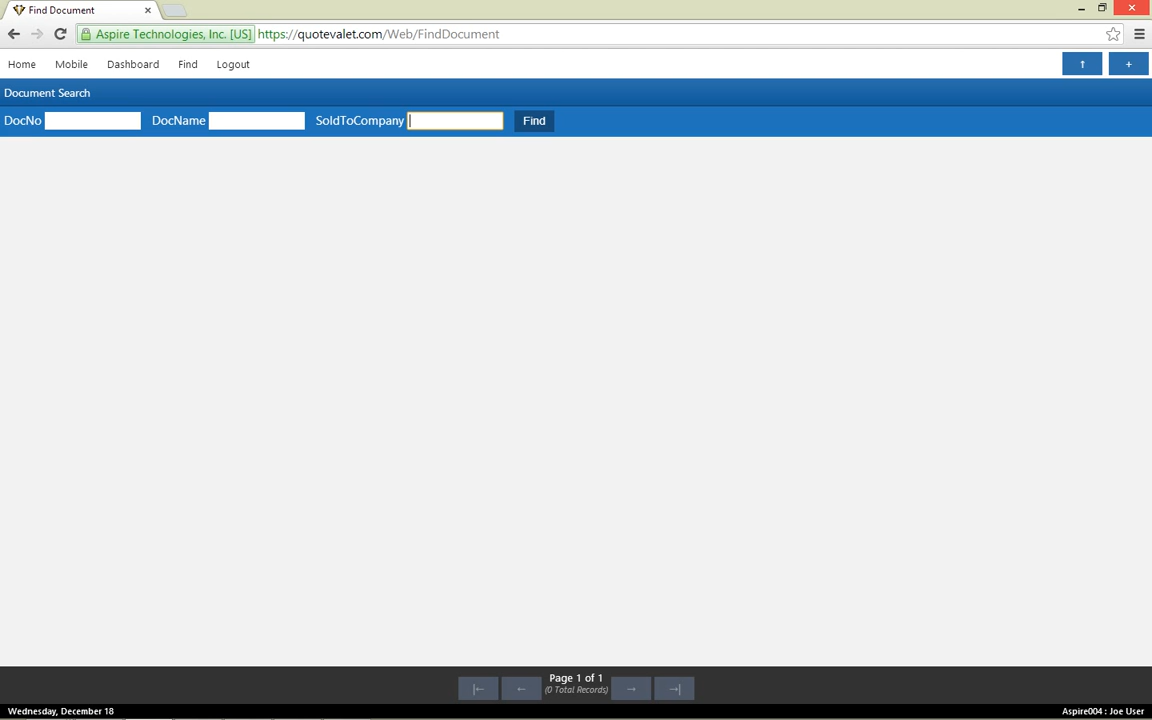 Find Document
Aspire Technologies, Inc. [US] https://quotevalet.com/Web/FindDocument
Home Mobile Dashboard Find Logout
Document Search
DocNo DocName SoldToCompany Find
Page 1 of 1
(0 Total Records)
Wednesday, December 18 Aspire004 : Joe User